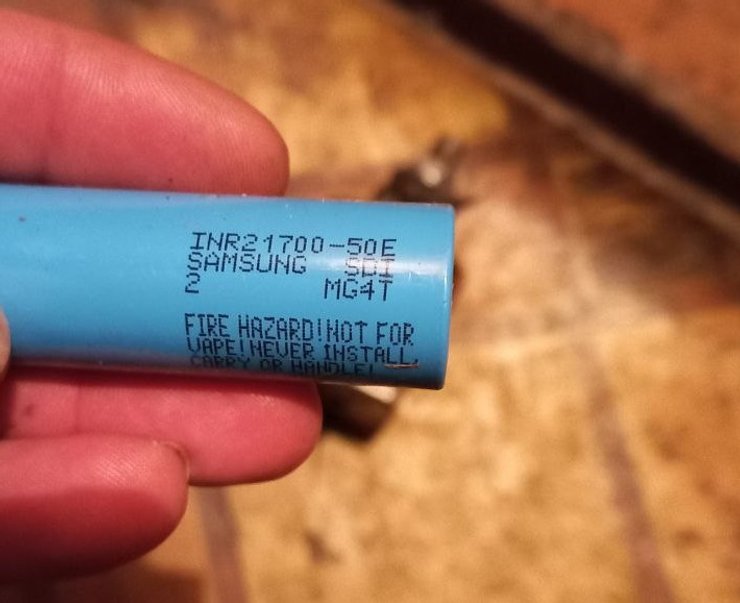 INR21700-50E
SAMSUNG SDI
2 MG4T
FIRE HAZARD!NOT FOR
VAPE!NEVER INSTALL,
CARRY OR HANDLE!